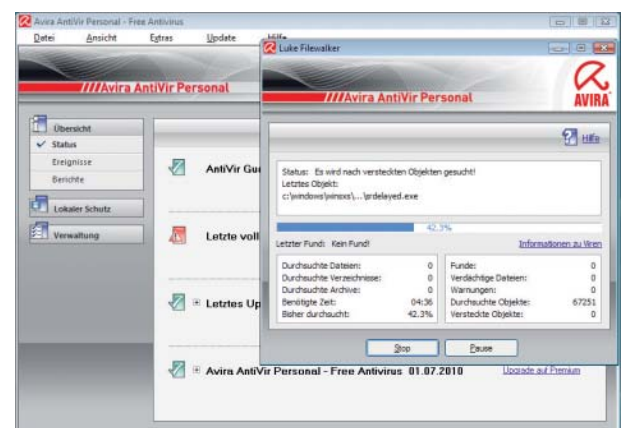 Avira AntiVir Personal - Free Antivirus
Datei Ansicht Extras Update Hilfe
Avira AntiVir Personal
Übersicht
Status
Ereignisse
Berichte
Lokaler Schutz
Verwaltung
AntiVir Gu
Letzte voll
Letztes Up
Avira AntiVir Personal - Free Antivirus 01.07.2010 Upgrade auf Premium
Luke Filewalker
Avira AntiVir Personal
AVIRA
Hilfe
Status: Es wird nach versteckten Objekten gesucht!
Letztes Objekt:
c:\windows\winsxs\...\prdelayed.exe
42.3%
Letzter Fund: Kein Fund! Informationen zu Viren
Durchsuchte Dateien: 0
Durchsuchte Verzeichnisse: 0
Durchsuchte Archive: 0
Benötigte Zeit: 04:36
Bisher durchsucht: 42.3%
Funde: 0
Verdächtige Dateien: 0
Warnungen: 0
Durchsuchte Objekte: 67251
Versteckte Objekte: 0
Stop Pause